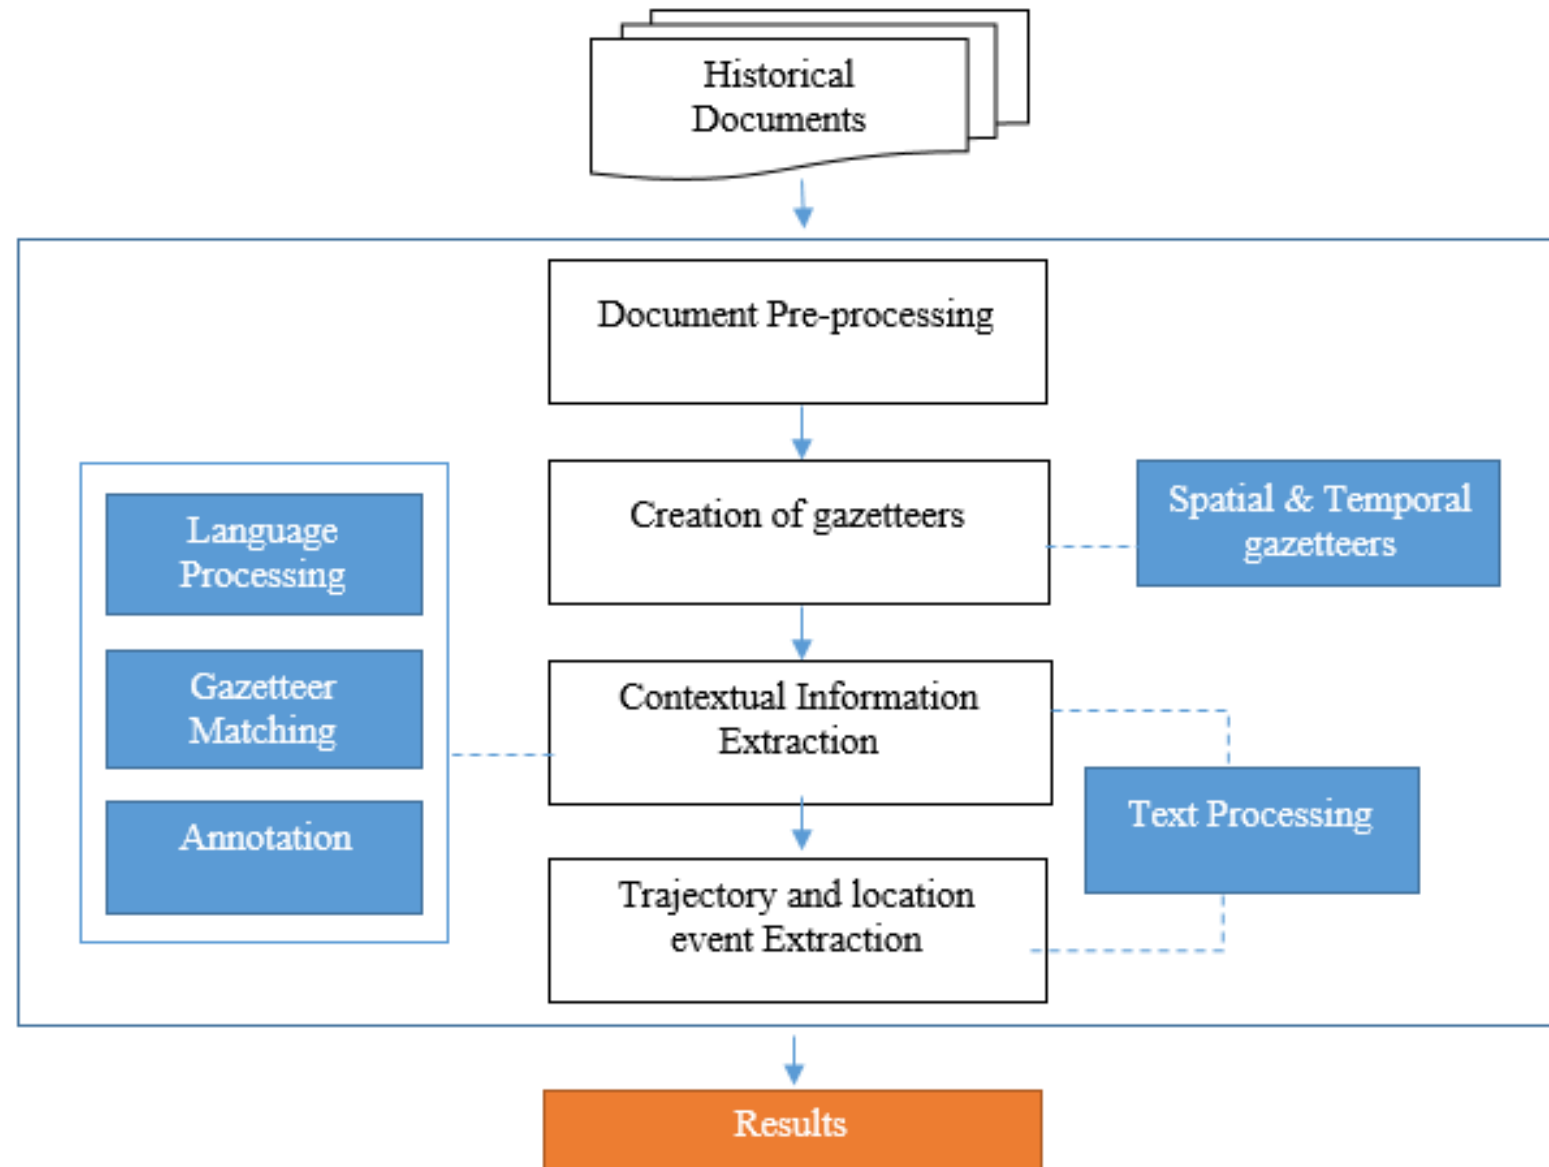 Historical
Documents
Document Pre-processing
Creation of gazetteers
Spatial & Temporal
gazetteers
Language
Processing
Gazetteer
Matching
Annotation
Contextual Information
Extraction
Text Processing
Trajectory and location
event Extraction
Results